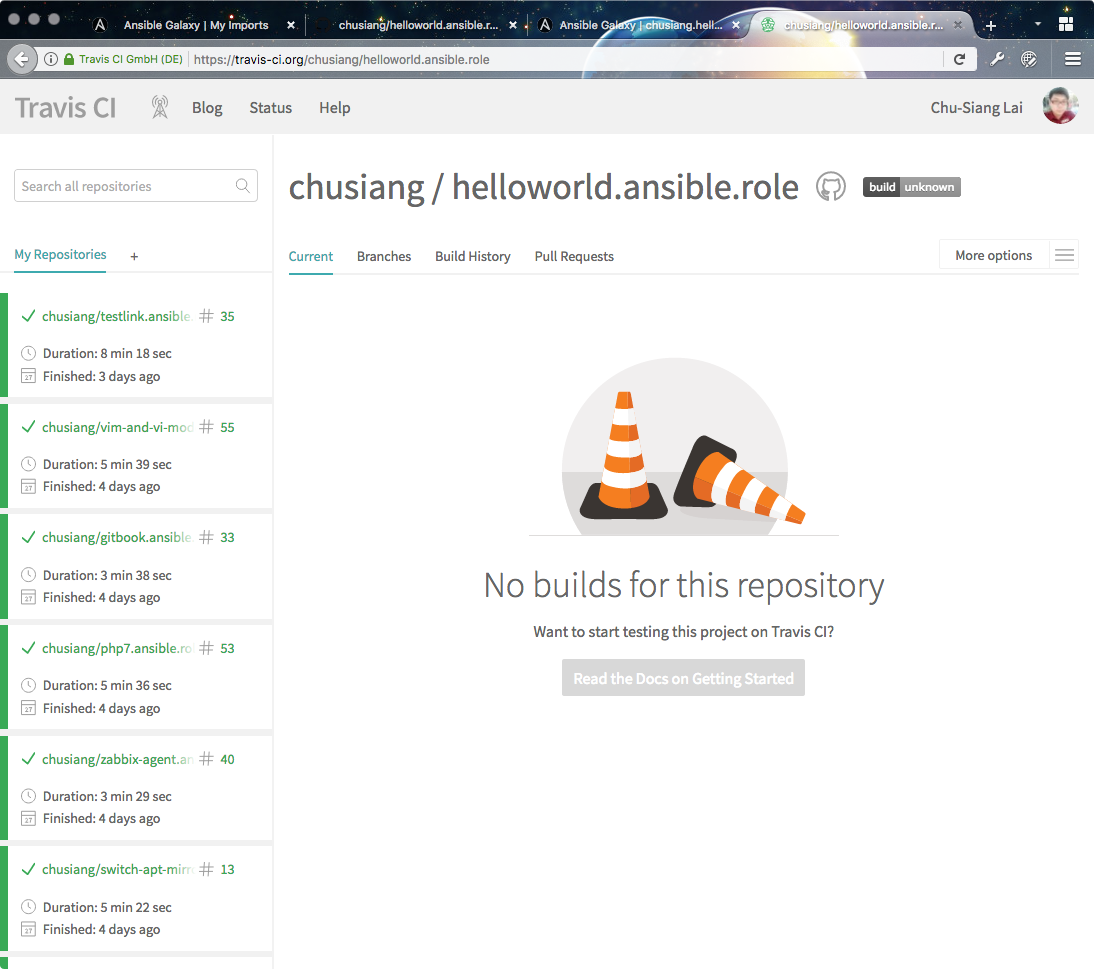 Ansible Galaxy | My Imports
chusiang/helloworld.ansible.r...
Ansible Galaxy | chusiang.hell...
chusiang/helloworld.ansible.r...
Travis CI GmbH (DE)
https://travis-ci.org/chusiang/helloworld.ansible.role
Travis CI
Blog
Status
Help
Chu-Siang Lai
Search all repositories
My Repositories
+
chusiang/testlink.ansible. # 35
Duration: 8 min 18 sec
27 Finished: 3 days ago
chusiang/vim-and-vi-mod # 55
Duration: 5 min 39 sec
27 Finished: 4 days ago
chusiang/gitbook.ansible. # 33
Duration: 3 min 38 sec
27 Finished: 4 days ago
chusiang/php7.ansible.rol # 53
Duration: 5 min 36 sec
27 Finished: 4 days ago
chusiang/zabbix-agent.an # 40
Duration: 3 min 29 sec
27 Finished: 4 days ago
chusiang/switch-apt-mirr # 13
Duration: 5 min 22 sec
27 Finished: 4 days ago
chusiang / helloworld.ansible.role
build unknown
Current
Branches
Build History
Pull Requests
More options
No builds for this repository
Want to start testing this project on Travis CI?
Read the Docs on Getting Started